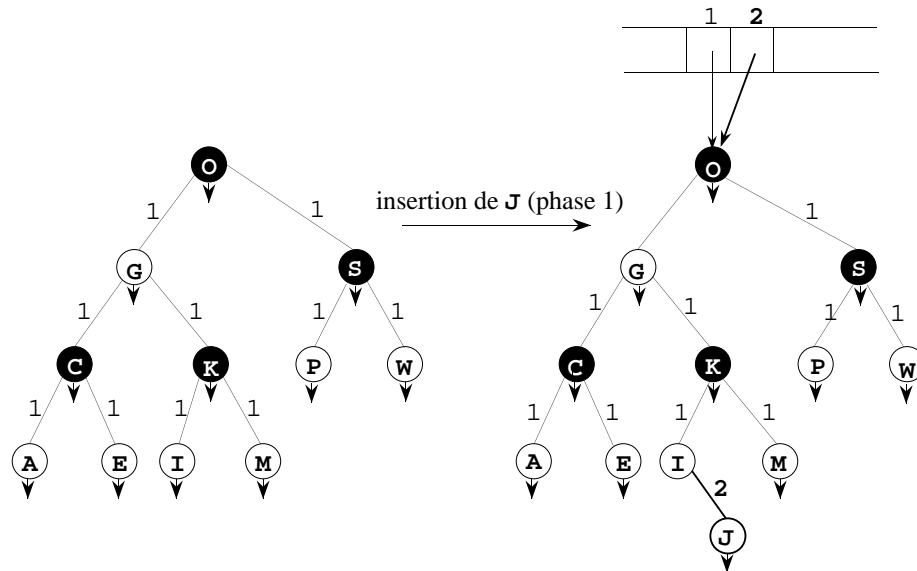 1 2
O O
insertion de J (phase 1)
1 1 1
G S G S
1 1 1 1 1 1 1 1
C K P W C K P W
1 1 1 1 1 1 1 1
A E I M A E I M
2
J